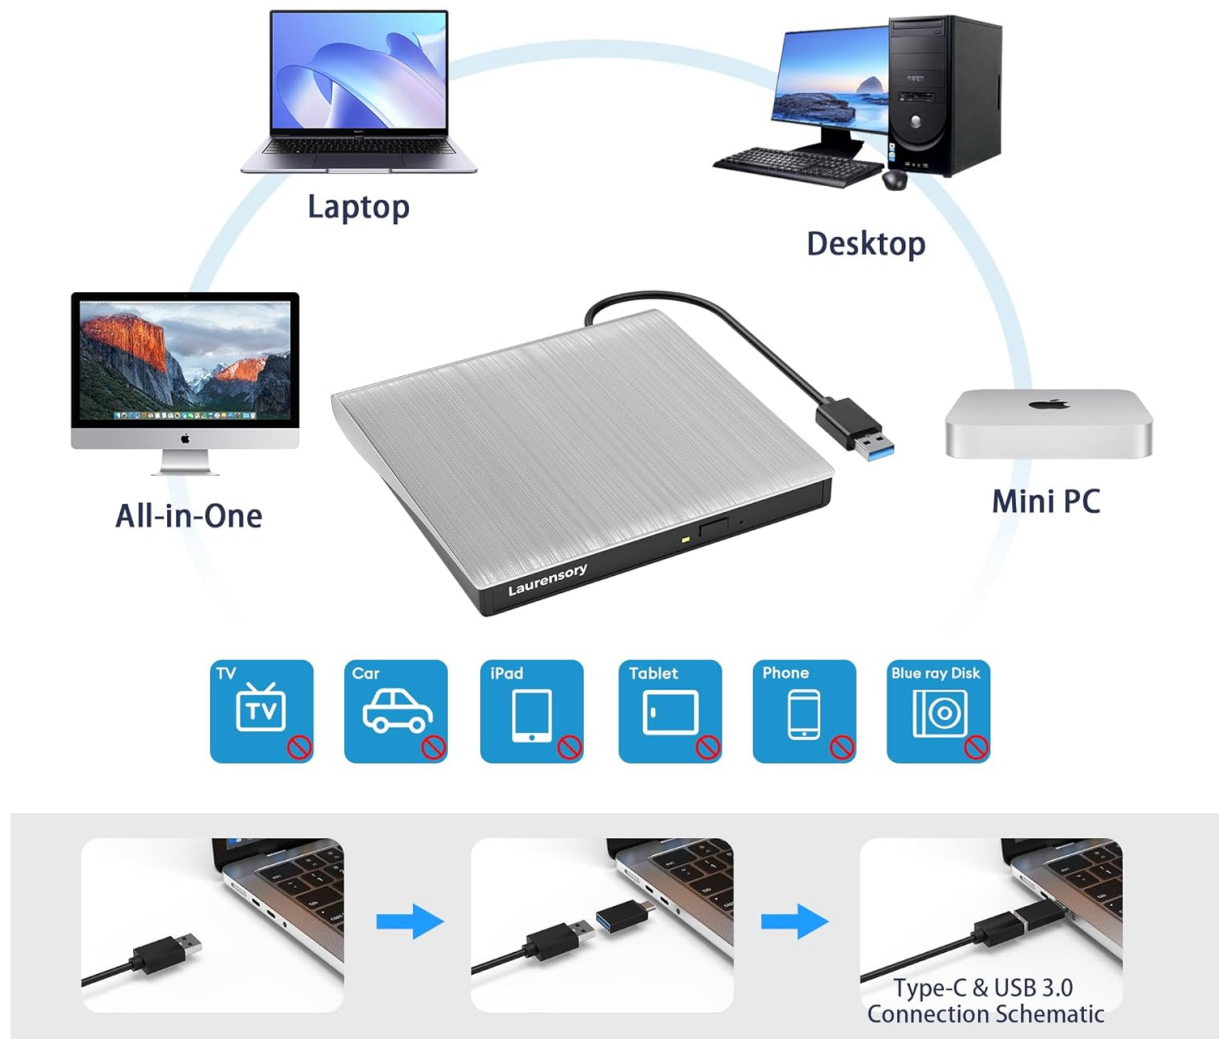 Laptop
Desktop
All-in-One
Mini PC
Laurensory
TV
TV
Car
iPad
Tablet
Phone
Blue ray Disk
Type-C & USB 3.0
Connection Schematic